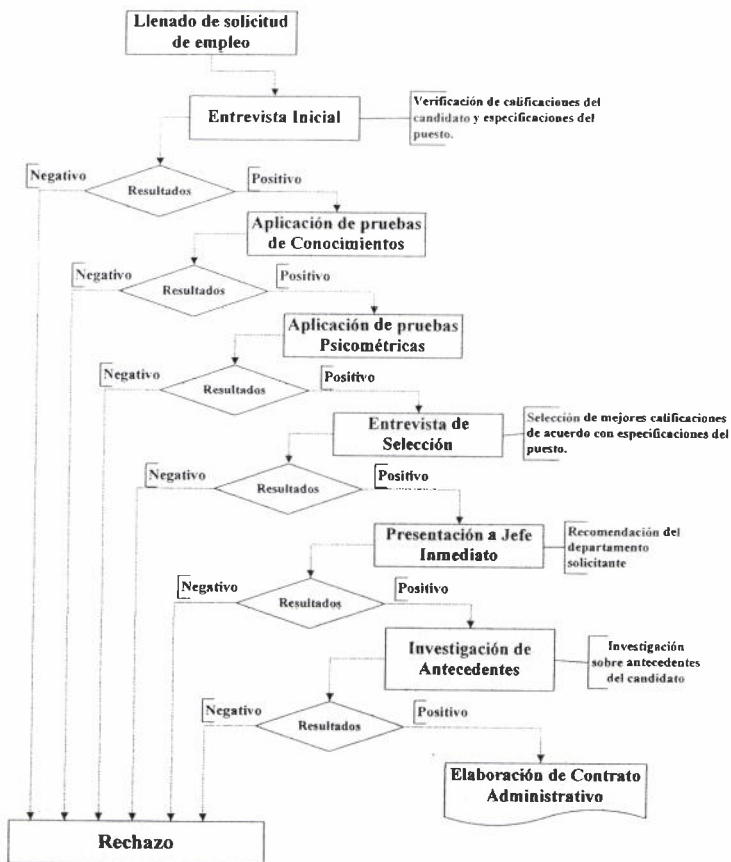 Llenado de solicitud
de empleo
Entrevista Inicial
Verificación de calificaciones del
candidato y especificaciones del
puesto.
Negativo
Resultados
Positivo
Aplicación de pruebas
de Conocimientos
Negativo
Resultados
Positivo
Aplicación de pruebas
Psicométricas
Negativo
Resultados
Positivo
Entrevista de
Selección
Selección de mejores calificaciones
de acuerdo con especificaciones del
puesto.
Negativo
Resultados
Positivo
Presentación a Jefe
Inmediato
Recomendación del
departamento
solicitante
Negativo
Resultados
Positivo
Investigación de
Antecedentes
Investigación
sobre antecedentes
del candidato
Negativo
Resultados
Positivo
Elaboración de Contrato
Administrativo
Rechazo